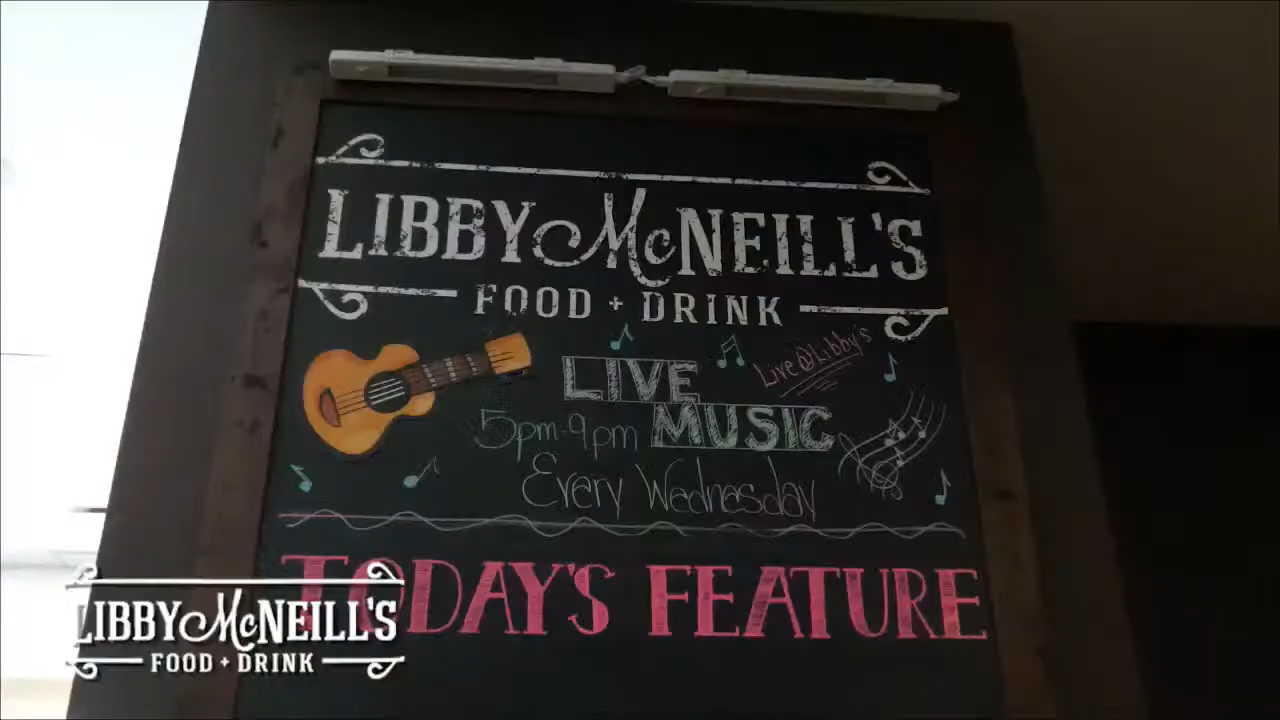 LIBBY McNEILL'S
FOOD + DRINK
Live@Libby's
LIVE
MUSIC
5pm-9pm
Every Wednesday
TODAY'S FEATURE
LIBBY McNEILL'S
FOOD + DRINK